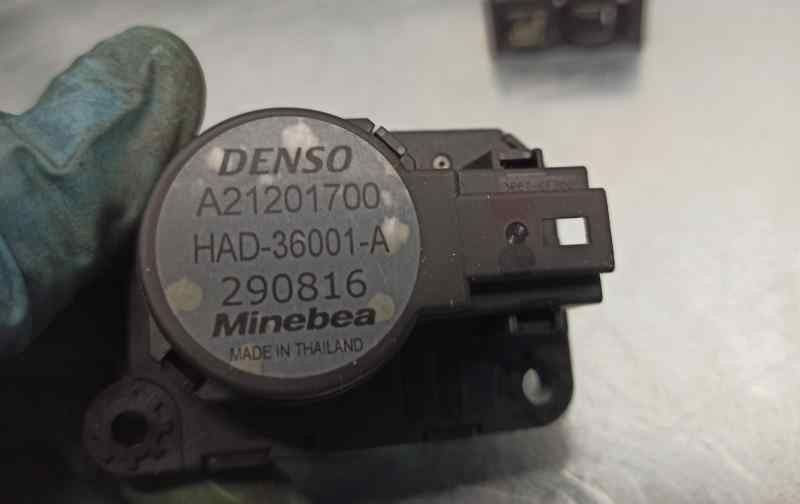 DENSO
A21201700
HAD-36001-A
290816
Minebea
MADE IN THAILAND